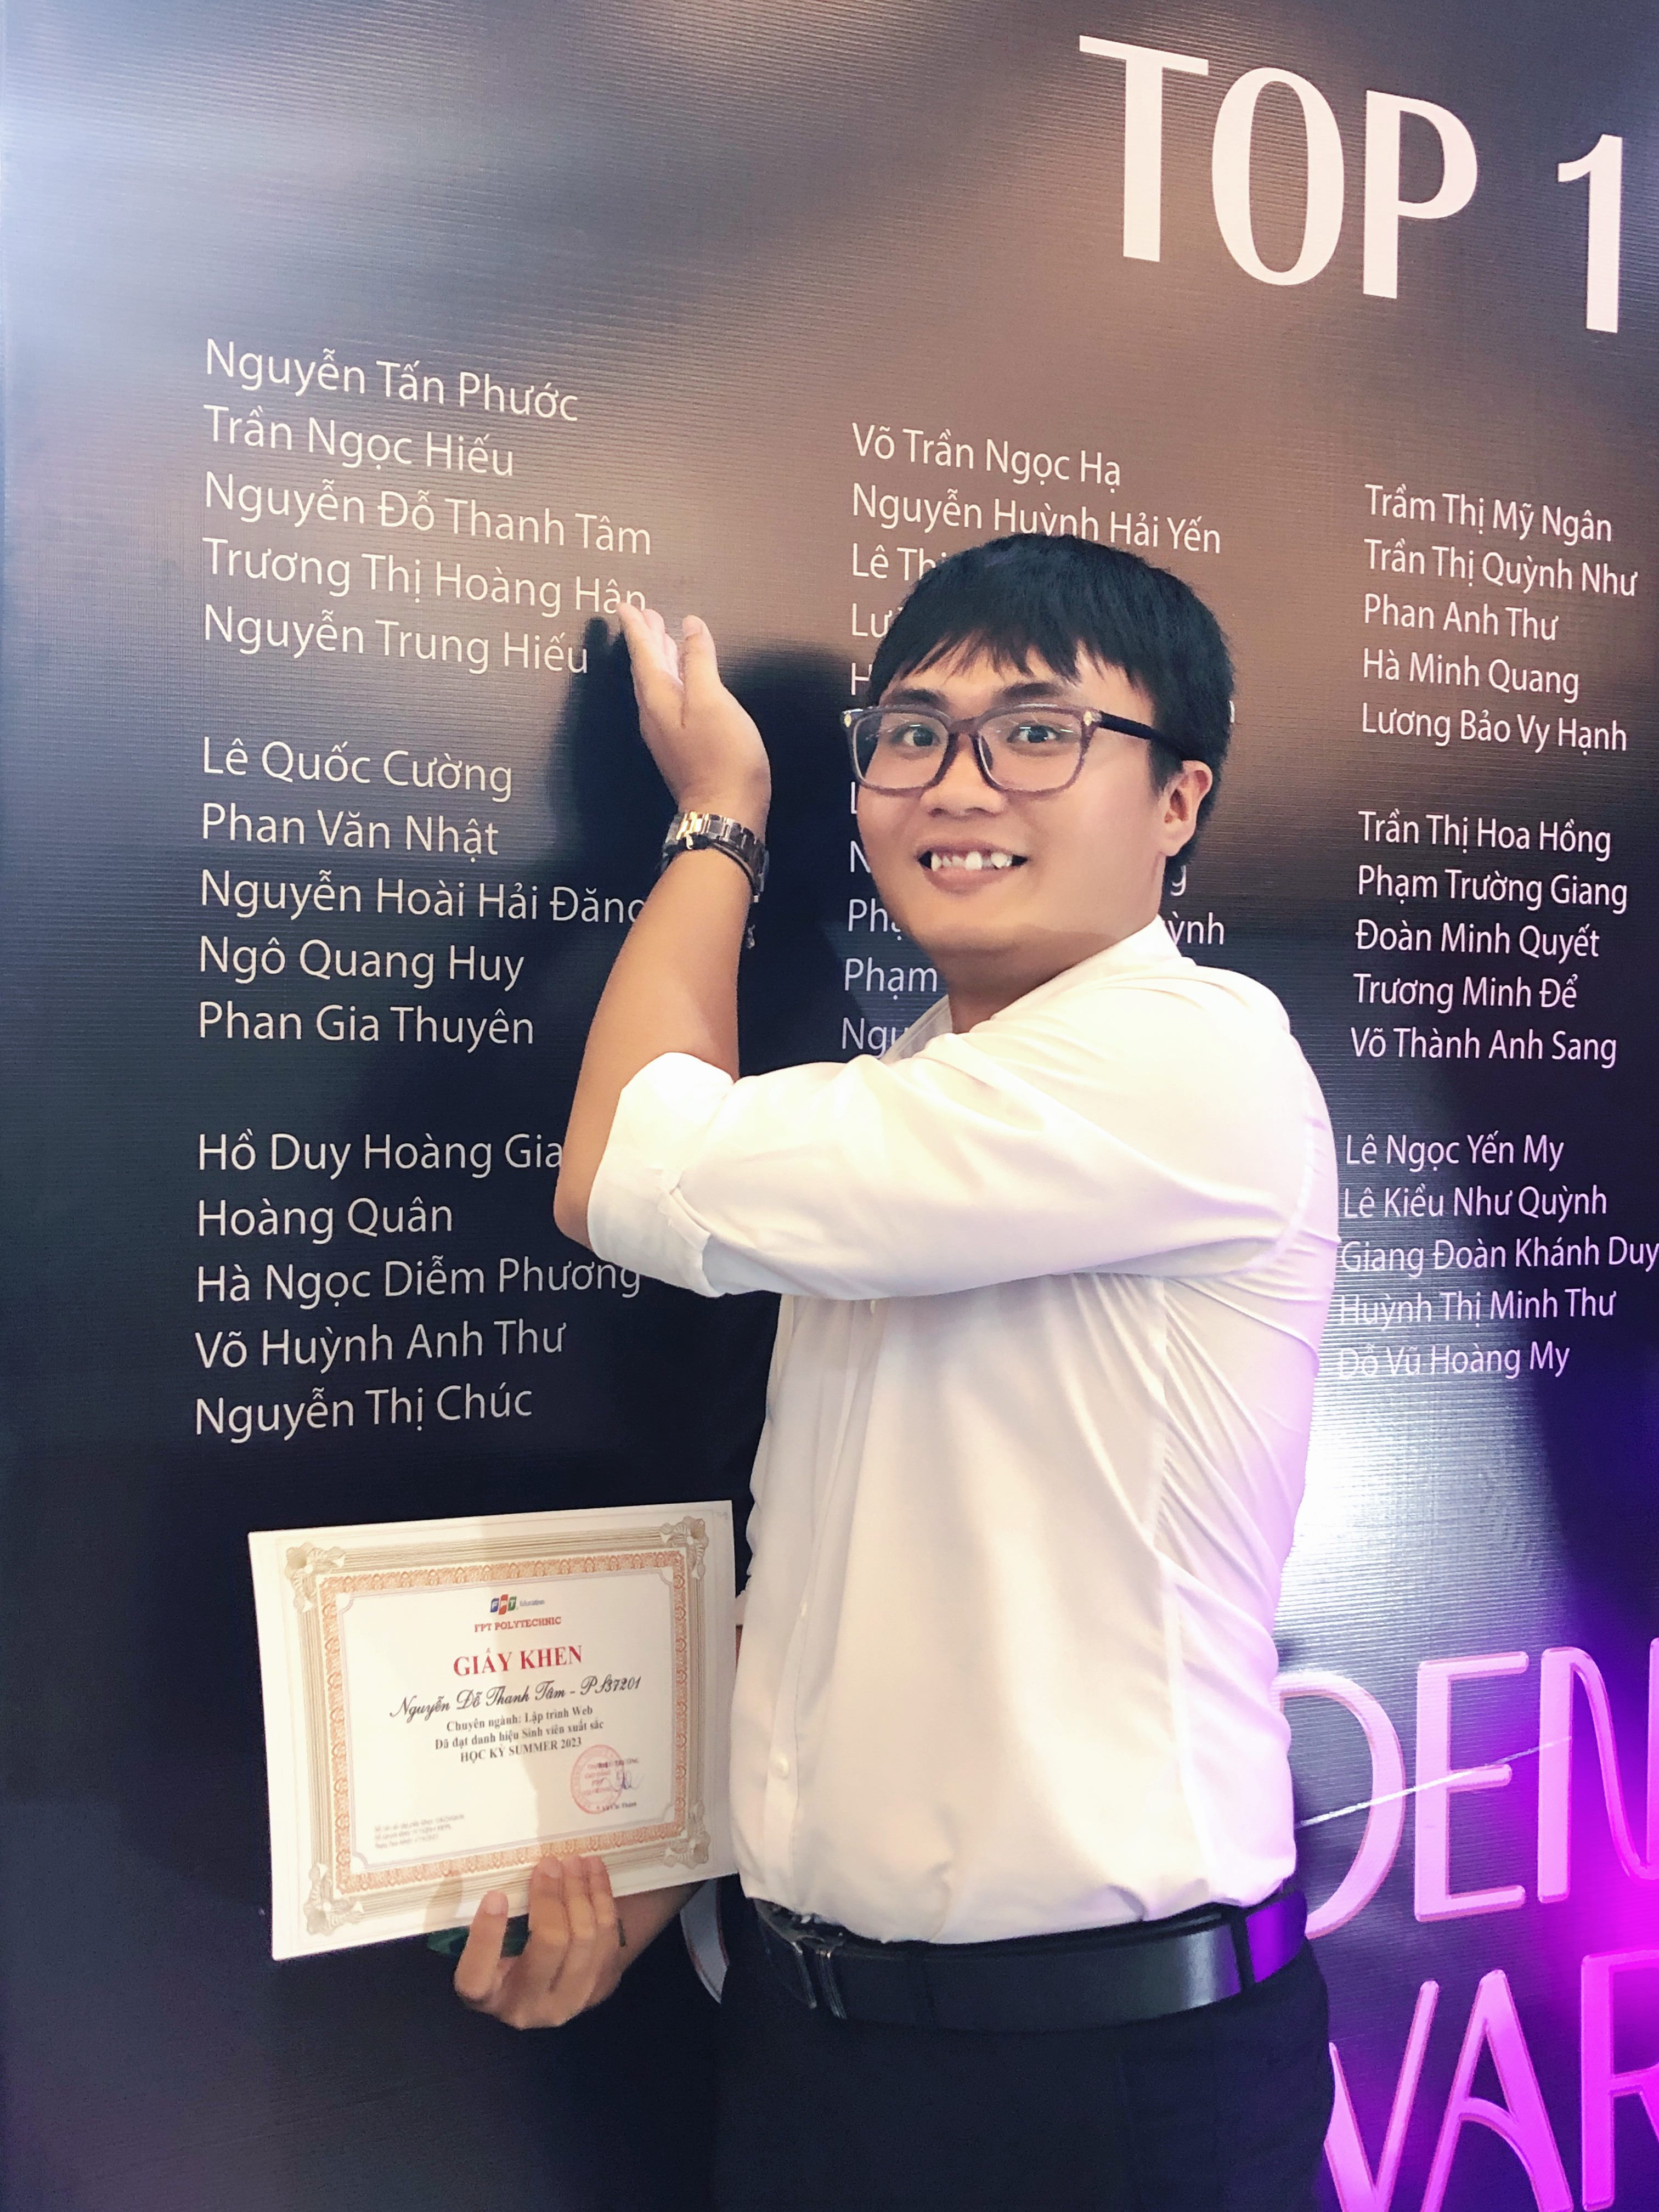 TOP 1
Nguyễn Tấn Phước
Trần Ngọc Hiếu
Nguyễn Đỗ Thanh Tâm
Trương Thị Hoàng Hân
Nguyễn Trung Hiếu
Lê Quốc Cường
Phan Văn Nhật
Nguyễn Hoài Hải Đăng
Ngô Quang Huy
Phan Gia Thuyên
Hồ Duy Hoàng Gia
Hoàng Quân
Hà Ngọc Diễm Phương
Võ Huỳnh Anh Thư
Nguyễn Thị Chúc
Võ Trần Ngọc Hạ
Nguyễn Huỳnh Hải Yến
Lê
Phạm
Trầm Thị Mỹ Ngân
Trần Thị Quỳnh Như
Phan Anh Thư
Hà Minh Quang
Lương Bảo Vy Hạnh
Trần Thị Hoa Hồng
Phạm Trường Giang
Đoàn Minh Quyết
Trương Minh Để
Võ Thành Anh Sang
Lê Ngọc Yến My
Lê Kiều Như Quỳnh
Giang Đoàn Khánh Duy
Huỳnh Thị Minh Thư
Đỗ Vũ Hoàng My
FPT Education
FPT POLYTECHNIC
GIẤY KHEN
Nguyễn Đỗ Thanh Tâm - PS37201
Chuyên ngành: Lập trình Web
Đã đạt danh hiệu Sinh viên xuất sắc
HỌC KỲ SUMMER 2023
DEN
VAR